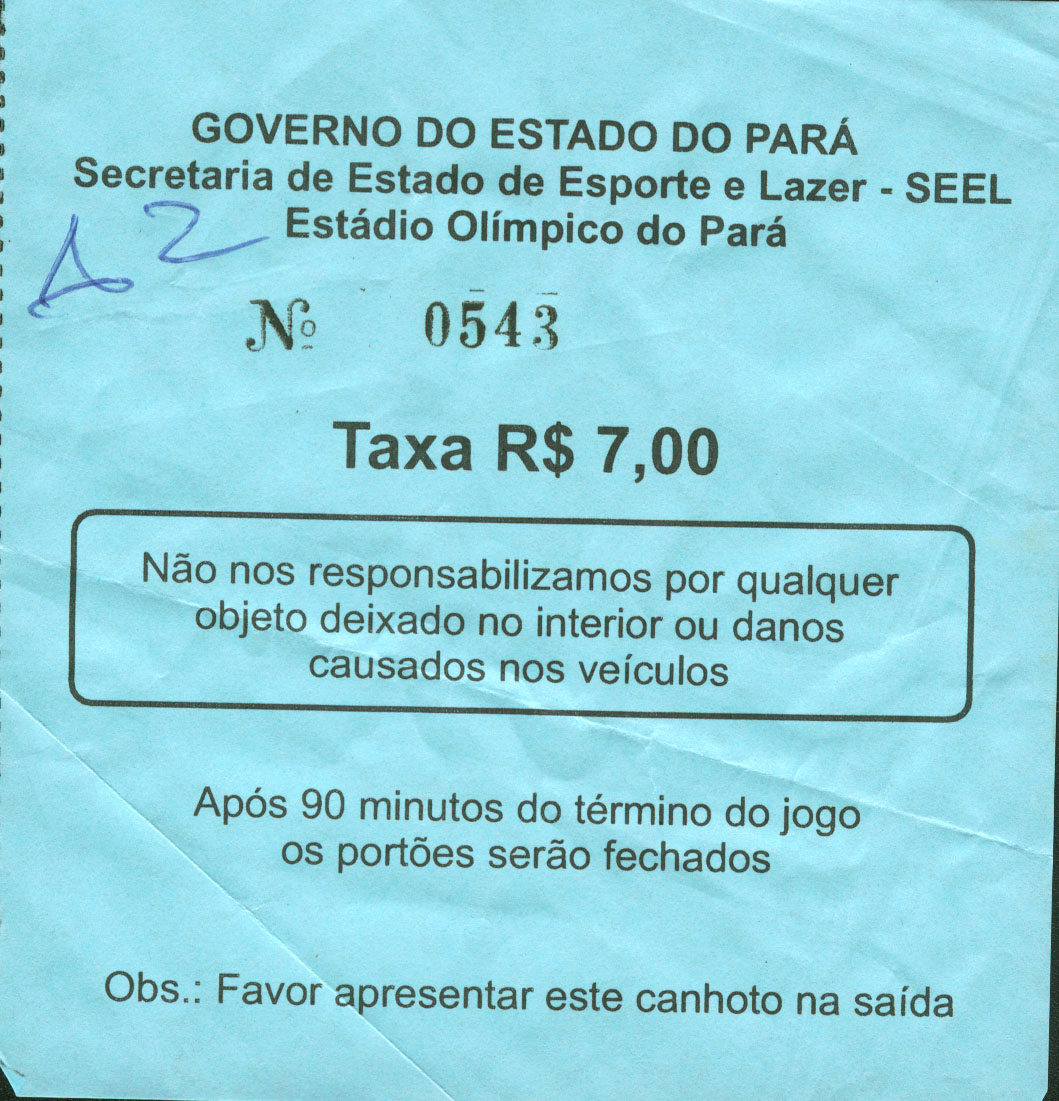 GOVERNO DO ESTADO DO PARÁ
Secretaria de Estado de Esporte e Lazer - SEEL
Estádio Olímpico do Pará
A2
Nº 0543
Taxa R$ 7,00
Não nos responsabilizamos por qualquer
objeto deixado no interior ou danos
causados nos veículos
Após 90 minutos do término do jogo
os portões serão fechados
Obs.: Favor apresentar este canhoto na saída